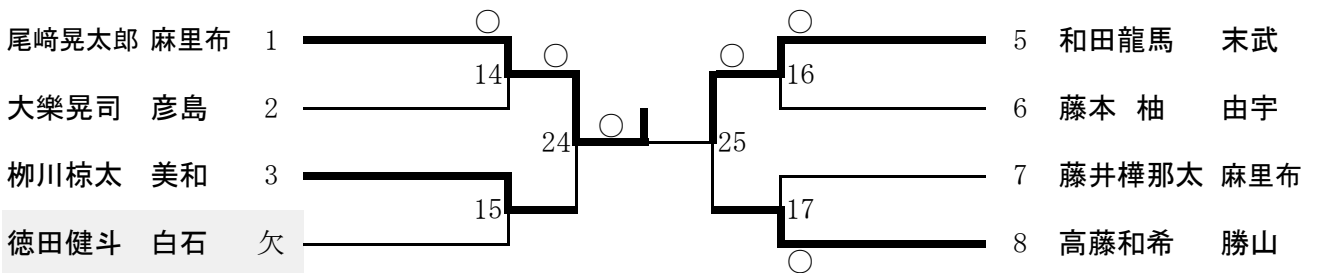 尾﨑晃太郎 麻里布 1
大樂晃司 彦島 2
栁川椋太 美和 3
徳田健斗 白石 欠
○
○
14
15
24
○
○
○
16
25
17
○
5 和田龍馬 末武
6 藤本 柚 由宇
7 藤井樺那太 麻里布
8 高藤和希 勝山